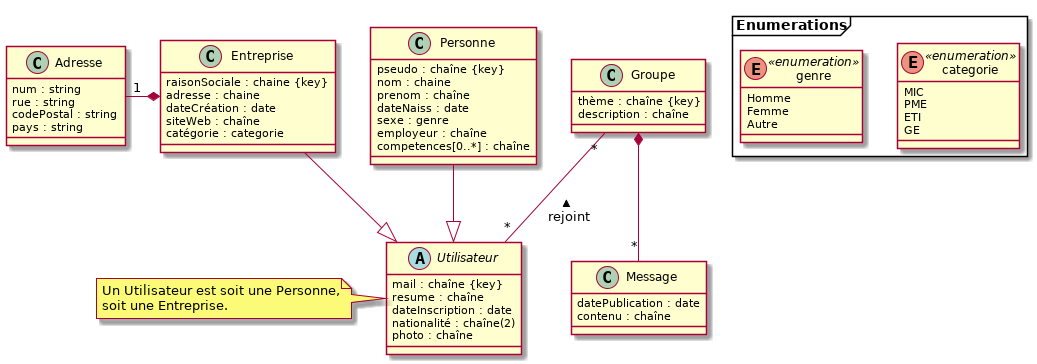 C Adresse
num : string
rue : string
codePostal : string
pays : string
1
C Entreprise
raisonSociale : chaine {key}
adresse : chaine
dateCréation : date
siteWeb : chaîne
catégorie : categorie
C Personne
pseudo : chaîne {key}
nom : chaine
prenom : chaîne
dateNaiss : date
sexe : genre
employeur : chaîne
competences[0..*] : chaîne
C Groupe
thème : chaîne {key}
description : chaîne
*
*
rejoint
*
Enumerations
E «enumeration»
genre
Homme
Femme
Autre
E «enumeration»
categorie
MIC
PME
ETI
GE
Un Utilisateur est soit une Personne,
soit une Entreprise.
A Utilisateur
mail : chaîne {key}
resume : chaîne
dateInscription : date
nationalité : chaîne(2)
photo : chaîne
C Message
datePublication : date
contenu : chaîne